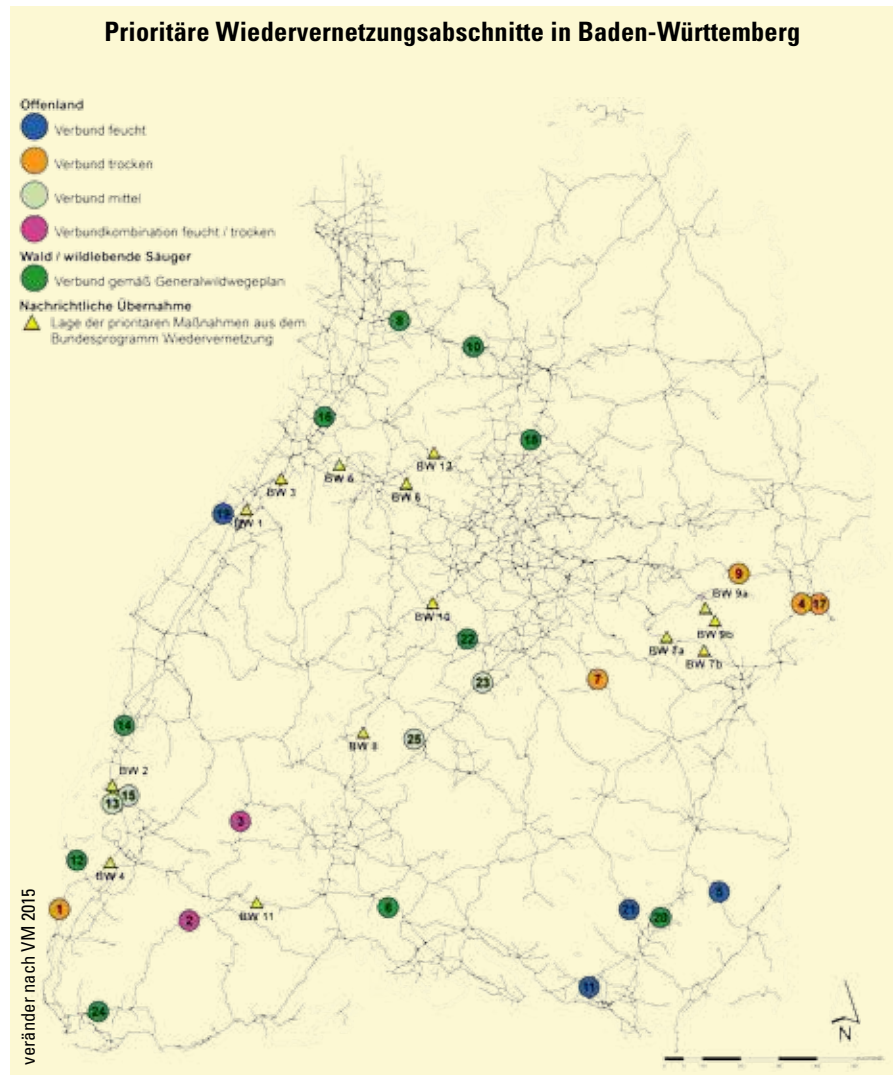 Prioritäre Wiedervernetzungsabschnitte in Baden-Württemberg
Offenland
Verbund feucht
Verbund trocken
Verbund mittel
Verbundkombination feucht / trocken
Wald / wildlebende Säuger
Verbund gemäß Generalwildwegeplan
Nachrichtliche Übernahme
Lage der prioritären Maßnahmen aus dem
Bundesprogramm Wiedervernetzung
8
10
16
18
BW 12
BW 6
BW 3
19
BW 1
9
BW 9a
4
17
BW 10
BW 9b
22
BW 7a
BW 7b
23
7
14
25
BW 8
BW 2
15
13
3
12
BW 4
5
1
2
BW 11
6
21
20
11
24
veränder nach VM 2015
N